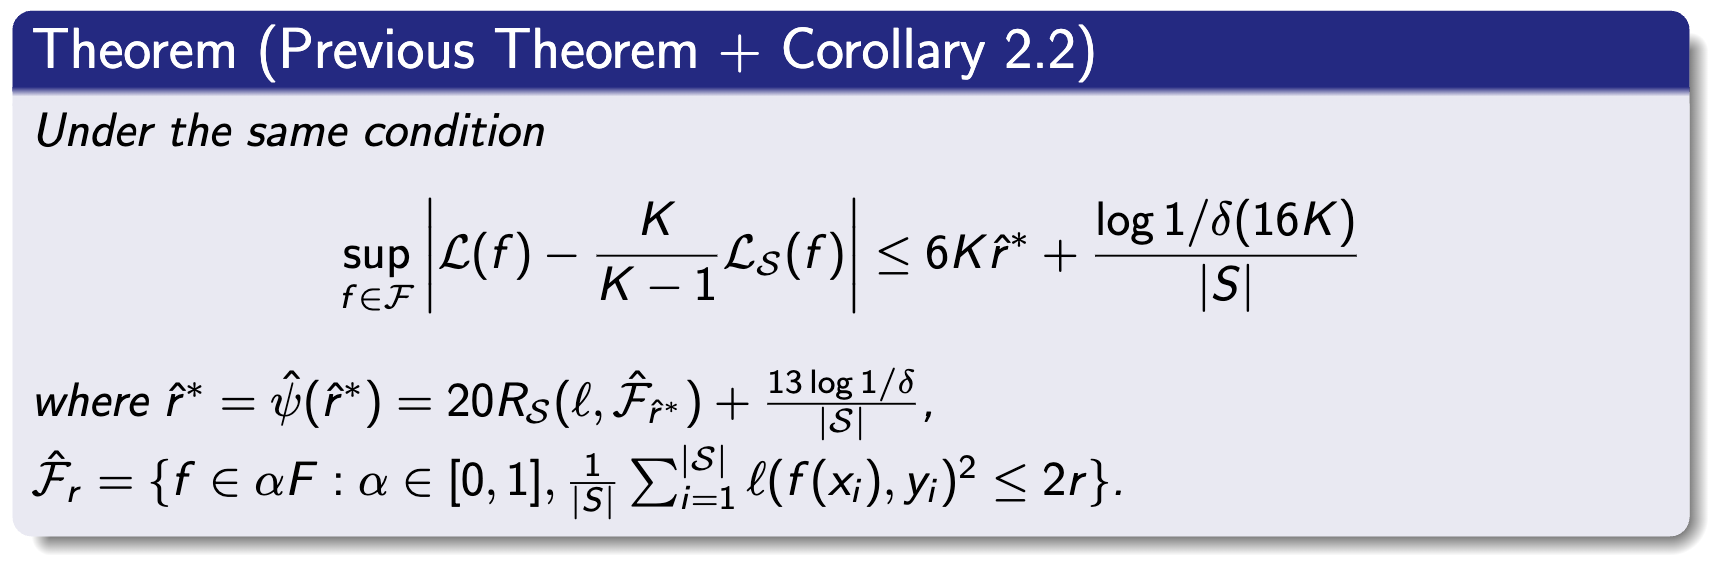 Theorem (Previous Theorem + Corollary 2.2)
Under the same condition
$$\sup_{f \in \mathcal{F}} \left| \mathcal{L}(f) - \frac{K}{K-1} \mathcal{L}_{\mathcal{S}}(f) \right| \leq 6K\hat{r}^* + \frac{\log 1/\delta(16K)}{|S|}$$
where $\hat{r}^* = \hat{\psi}(\hat{r}^*) = 20R_{\mathcal{S}}(\ell, \hat{\mathcal{F}}_{\hat{r}^*}) + \frac{13 \log 1/\delta}{|\mathcal{S}|}$,
$\hat{\mathcal{F}}_r = \{f \in \alpha F : \alpha \in [0, 1], \frac{1}{|S|} \sum_{i=1}^{|\mathcal{S}|} \ell(f(x_i), y_i)^2 \leq 2r\}$.